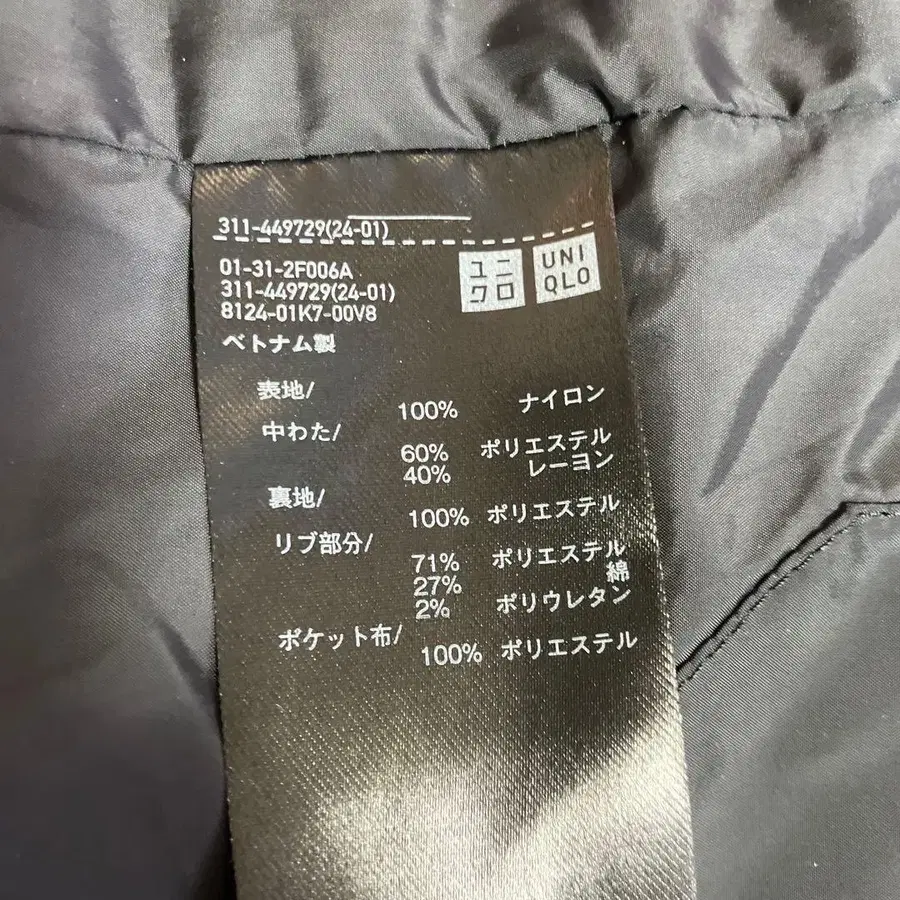 311-449729(24-01)
01-31-2F006A
311-449729(24-01)
8124-01K7-00V8
ユニ
クロ
UNI
QLO
ベトナム製
表地/
100% ナイロン
中わた/
60% ポリエステル
40% レーヨン
裏地/
100% ポリエステル
リブ部分/
71% ポリエステル
27% 綿
2% ポリウレタン
ポケット布/
100% ポリエステル